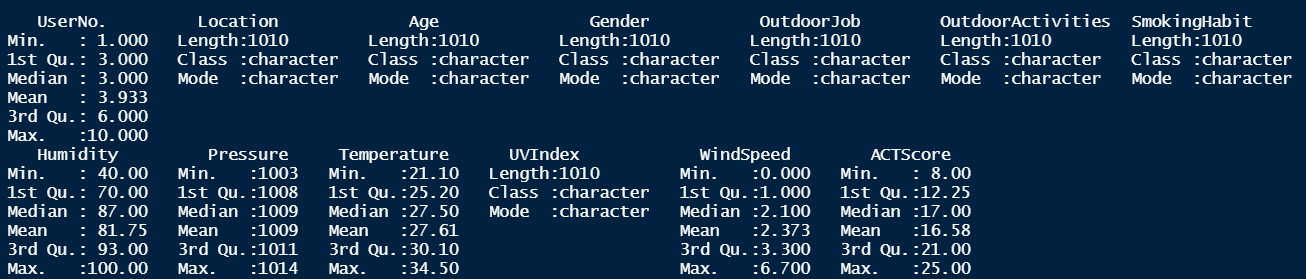 UserNo. Location Age Gender OutdoorJob OutdoorActivities SmokingHabit
Min. : 1.000 Length:1010 Length:1010 Length:1010 Length:1010 Length:1010 Length:1010
1st Qu.: 3.000 Class :character Class :character Class :character Class :character Class :character Class :character
Median : 3.000 Mode :character Mode :character Mode :character Mode :character Mode :character Mode :character
Mean : 3.933
3rd Qu.: 6.000
Max. :10.000
Humidity Pressure Temperature UVIndex WindSpeed ACTScore
Min. : 40.00 Min. :1003 Min. :21.10 Length:1010 Min. :0.000 Min. : 8.00
1st Qu.: 70.00 1st Qu.:1008 1st Qu.:25.20 Class :character 1st Qu.:1.000 1st Qu.:12.25
Median : 87.00 Median :1009 Median :27.50 Mode :character Median :2.100 Median :17.00
Mean : 81.75 Mean :1009 Mean :27.61 Mean :2.373 Mean :16.58
3rd Qu.: 93.00 3rd Qu.:1011 3rd Qu.:30.10 3rd Qu.:3.300 3rd Qu.:21.00
Max. :100.00 Max. :1014 Max. :34.50 Max. :6.700 Max. :25.00